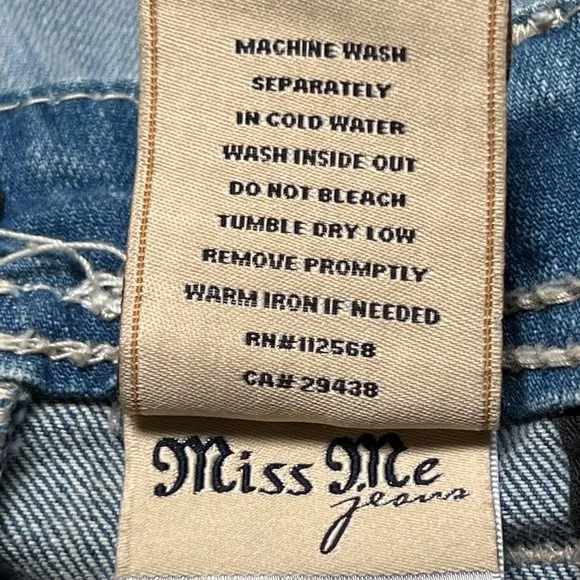 MACHINE WASH
SEPARATELY
IN COLD WATER
WASH INSIDE OUT
DO NOT BLEACH
TUMBLE DRY LOW
REMOVE PROMPTLY
WARM IRON IF NEEDED
RN#112568
CA# 29438
Miss Me
jeans